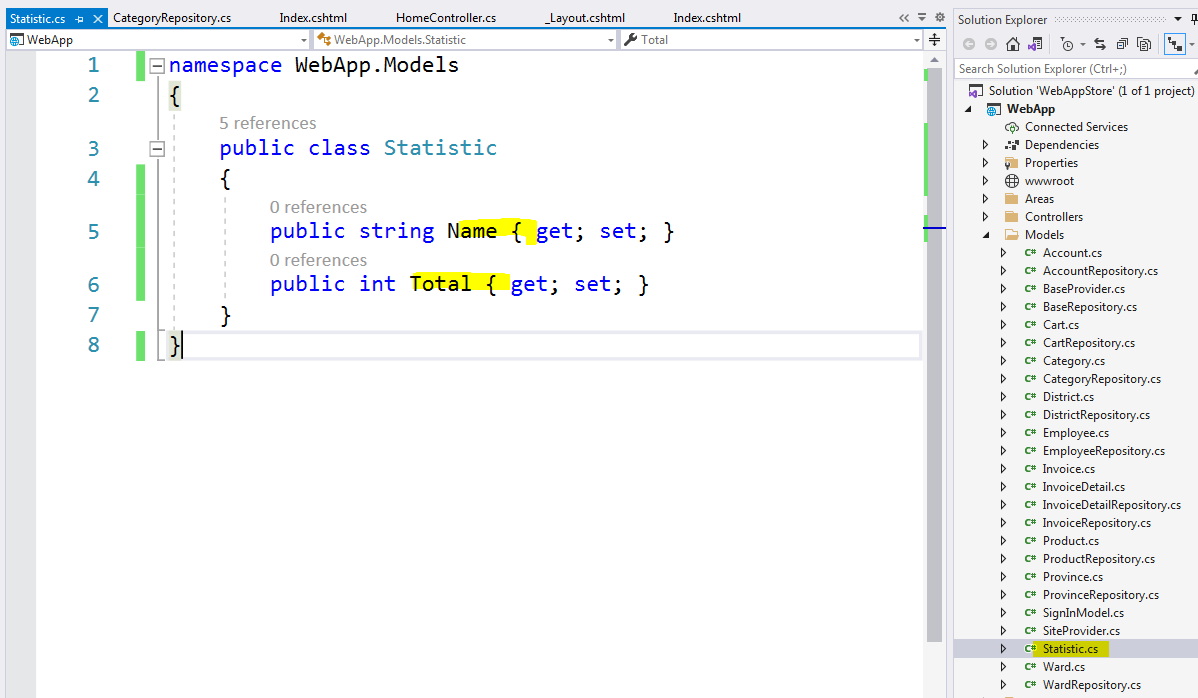 Statistic.cs CategoryRepository.cs Index.cshtml HomeController.cs _Layout.cshtml Index.cshtml
WebApp WebApp.Models.Statistic Total
1 namespace WebApp.Models
2 {
5 references
3 public class Statistic
4 {
0 references
5 public string Name { get; set; }
0 references
6 public int Total { get; set; }
7 }
8 }
Solution Explorer
Search Solution Explorer (Ctrl+;)
Solution 'WebAppStore' (1 of 1 project)
WebApp
Connected Services
Dependencies
Properties
wwwroot
Areas
Controllers
Models
C# Account.cs
C# AccountRepository.cs
C# BaseProvider.cs
C# BaseRepository.cs
C# Cart.cs
C# CartRepository.cs
C# Category.cs
C# CategoryRepository.cs
C# District.cs
C# DistrictRepository.cs
C# Employee.cs
C# EmployeeRepository.cs
C# Invoice.cs
C# InvoiceDetail.cs
C# InvoiceDetailRepository.cs
C# InvoiceRepository.cs
C# Product.cs
C# ProductRepository.cs
C# Province.cs
C# ProvinceRepository.cs
C# SignInModel.cs
C# SiteProvider.cs
C# Statistic.cs
C# Ward.cs
C# WardRepository.cs